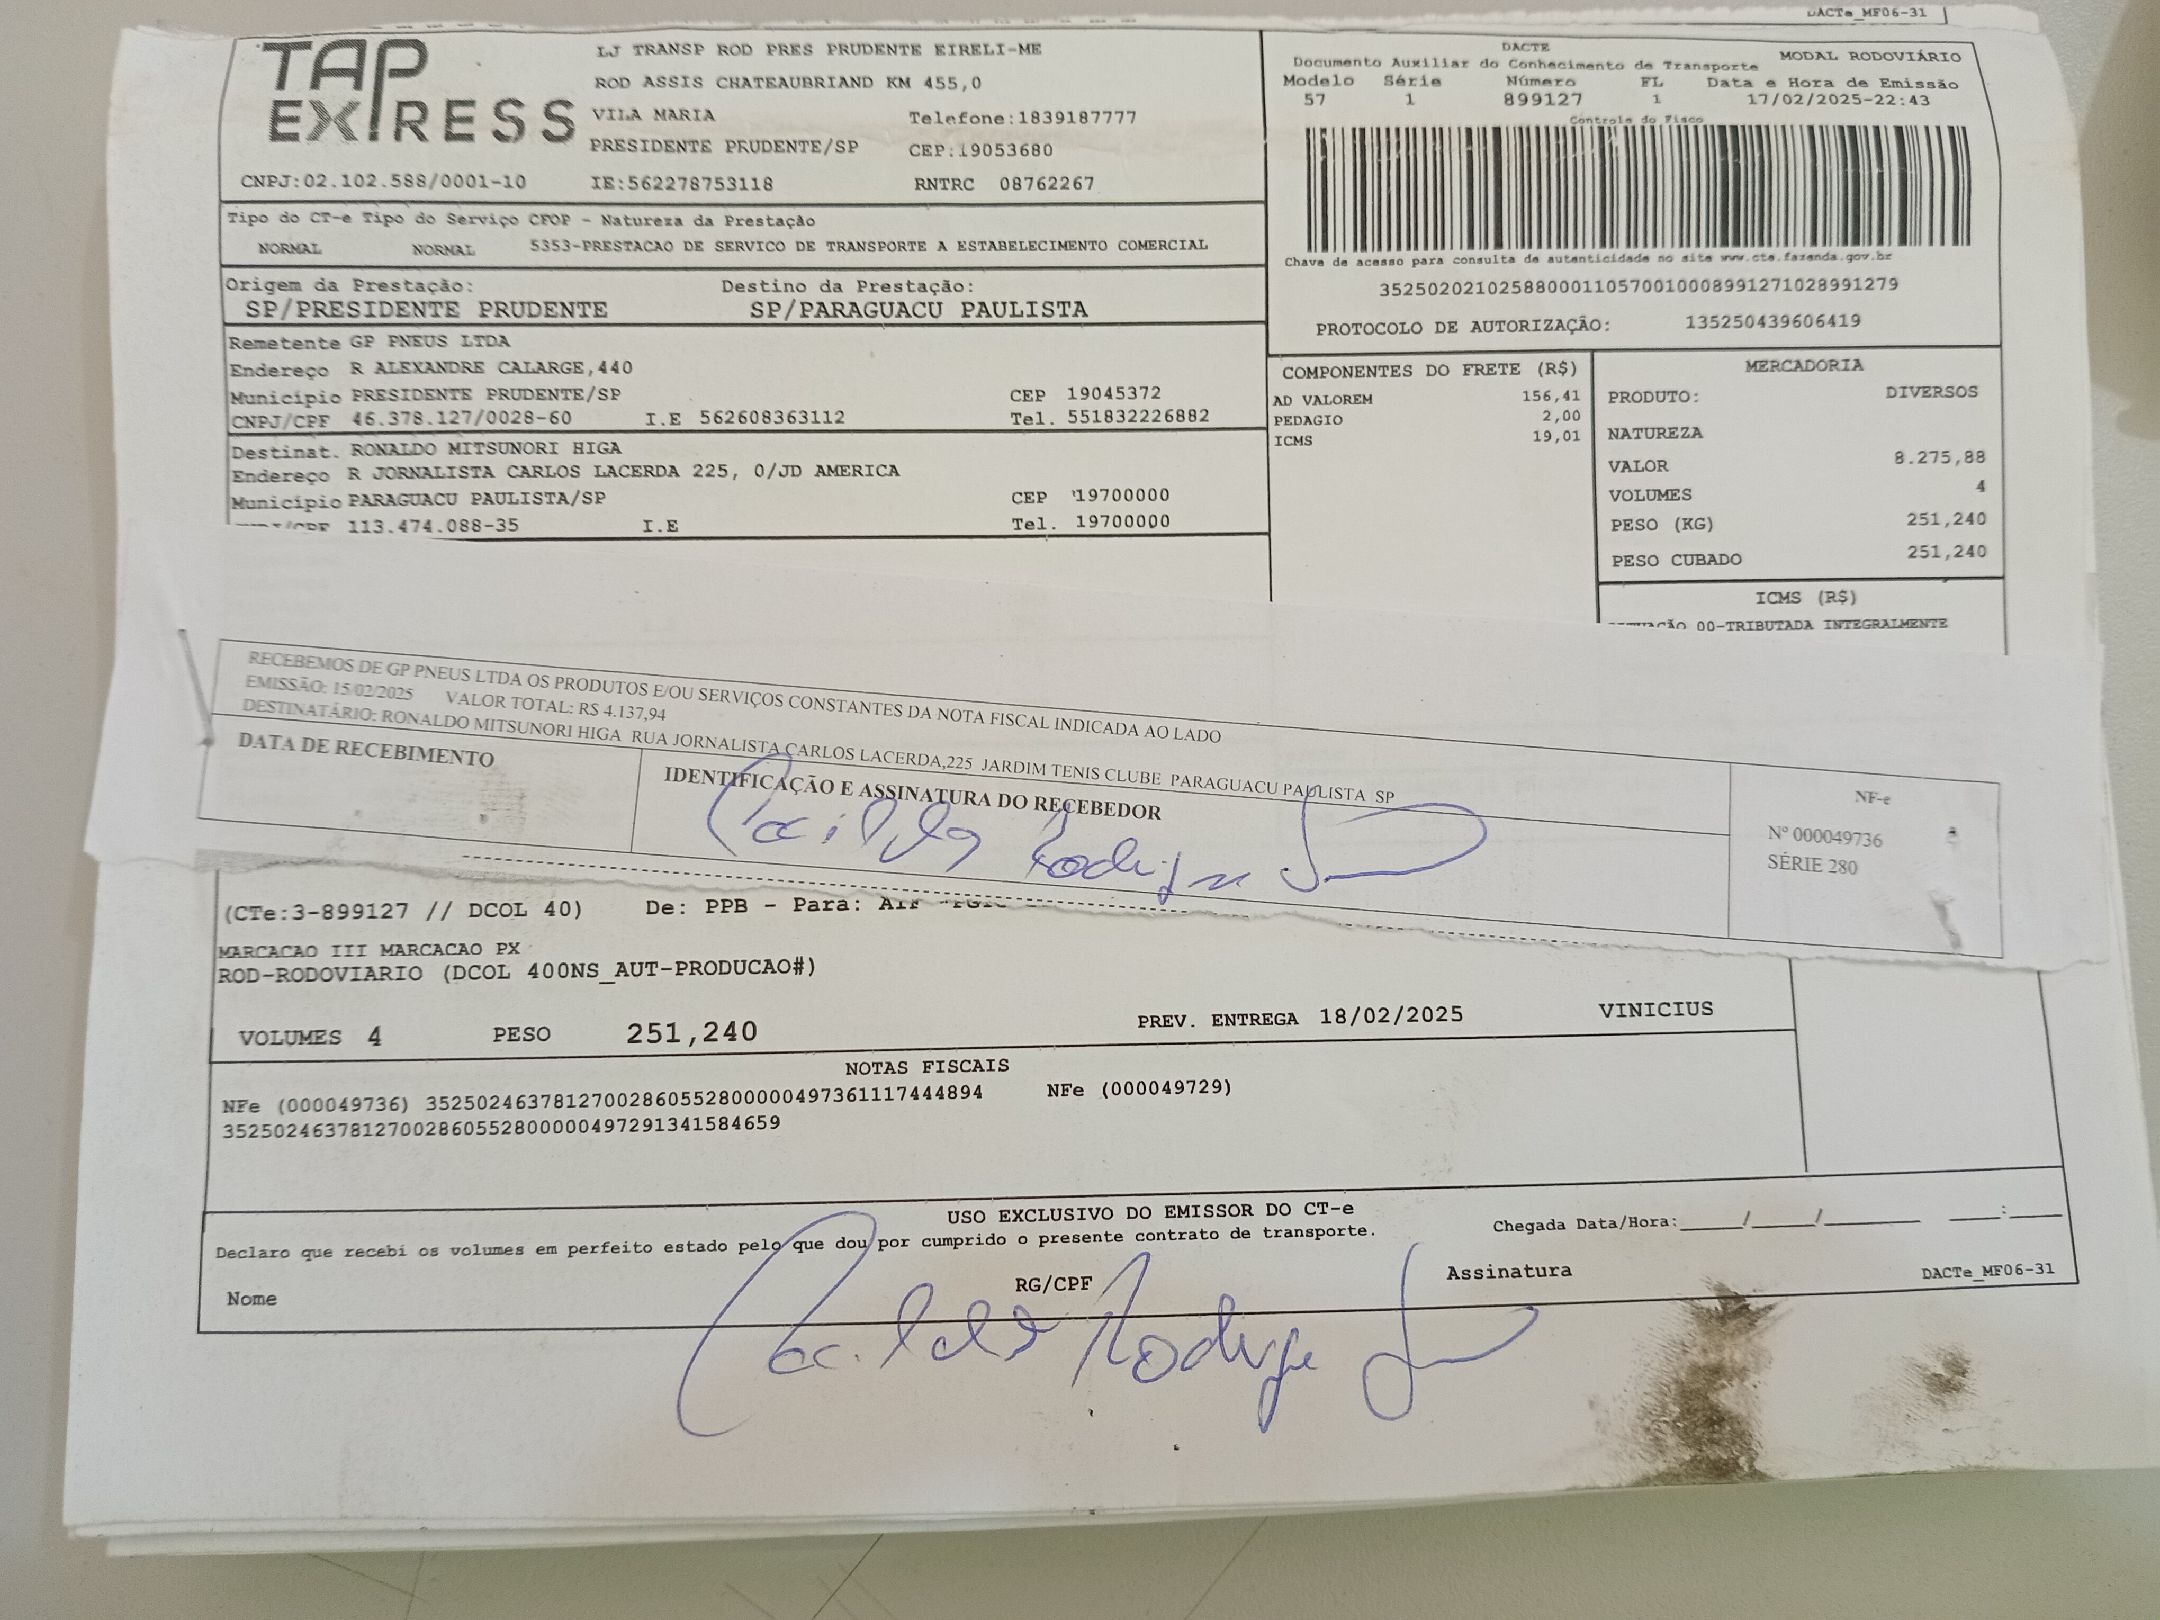 DACTe_MF06-31
TAP EXPRESS
LJ TRANSP ROD PRES PRUDENTE EIRELI-ME
ROD ASSIS CHATEAUBRIAND KM 455,0
VILA MARIA Telefone:1839187777
PRESIDENTE PRUDENTE/SP CEP:19053680
CNPJ:02.102.588/0001-10 IE:562278753118 RNTRC 08762267
DACTE MODAL RODOVIÁRIO
Documento Auxiliar do Conhecimento de Transporte
Modelo Série Número FL Data e Hora de Emissão
57 1 899127 1 17/02/2025-22:43
Controle do Fisco
Chave de acesso para consulta de autenticidade no site www.cte.fazenda.gov.br
35250202102588000110570010008991271028991279
PROTOCOLO DE AUTORIZAÇÃO: 135250439606419
Tipo do CT-e Tipo do Serviço CFOP - Natureza da Prestação
NORMAL NORMAL 5353-PRESTACAO DE SERVICO DE TRANSPORTE A ESTABELECIMENTO COMERCIAL
Origem da Prestação: Destino da Prestação:
SP/PRESIDENTE PRUDENTE SP/PARAGUACU PAULISTA
Remetente GP PNEUS LTDA
Endereço R ALEXANDRE CALARGE,440
Município PRESIDENTE PRUDENTE/SP CEP 19045372
CNPJ/CPF 46.378.127/0028-60 I.E 562608363112 Tel. 551832226882
Destinat. RONALDO MITSUNORI HIGA
Endereço R JORNALISTA CARLOS LACERDA 225, 0/JD AMERICA
Município PARAGUACU PAULISTA/SP CEP 19700000
113.474.088-35 I.E Tel. 19700000
COMPONENTES DO FRETE (R$)
AD VALOREM 156,41
PEDAGIO 2,00
ICMS 19,01
MERCADORIA
PRODUTO: DIVERSOS
NATUREZA
VALOR 8.275,88
VOLUMES 4
PESO (KG) 251,240
PESO CUBADO 251,240
ICMS (R$)
00-TRIBUTADA INTEGRALMENTE
RECEBEMOS DE GP PNEUS LTDA OS PRODUTOS E/OU SERVIÇOS CONSTANTES DA NOTA FISCAL INDICADA AO LADO
EMISSÃO: 15/02/2025 VALOR TOTAL: R$ 4.137,94
DESTINATÁRIO: RONALDO MITSUNORI HIGA RUA JORNALISTA CARLOS LACERDA,225 JARDIM TENIS CLUBE PARAGUACU PAULISTA SP
DATA DE RECEBIMENTO IDENTIFICAÇÃO E ASSINATURA DO RECEBEDOR
NF-e
Nº 000049736
SÉRIE 280
(CTe:3-899127 // DCOL 40) De: PPB - Para:
MARCACAO III MARCACAO PX
ROD-RODOVIARIO (DCOL 400NS_AUT-PRODUCAO#)
VOLUMES 4 PESO 251,240 PREV. ENTREGA 18/02/2025 VINICIUS
NOTAS FISCAIS
NFe (000049736) 35250246378127002860552800000497361117444894 NFe (000049729)
35250246378127002860552800000497291341584659
USO EXCLUSIVO DO EMISSOR DO CT-e
Declaro que recebi os volumes em perfeito estado pelo que dou por cumprido o presente contrato de transporte.
Chegada Data/Hora:_____/_____/_______ ____:____
Nome RG/CPF Assinatura DACTe_MF06-31